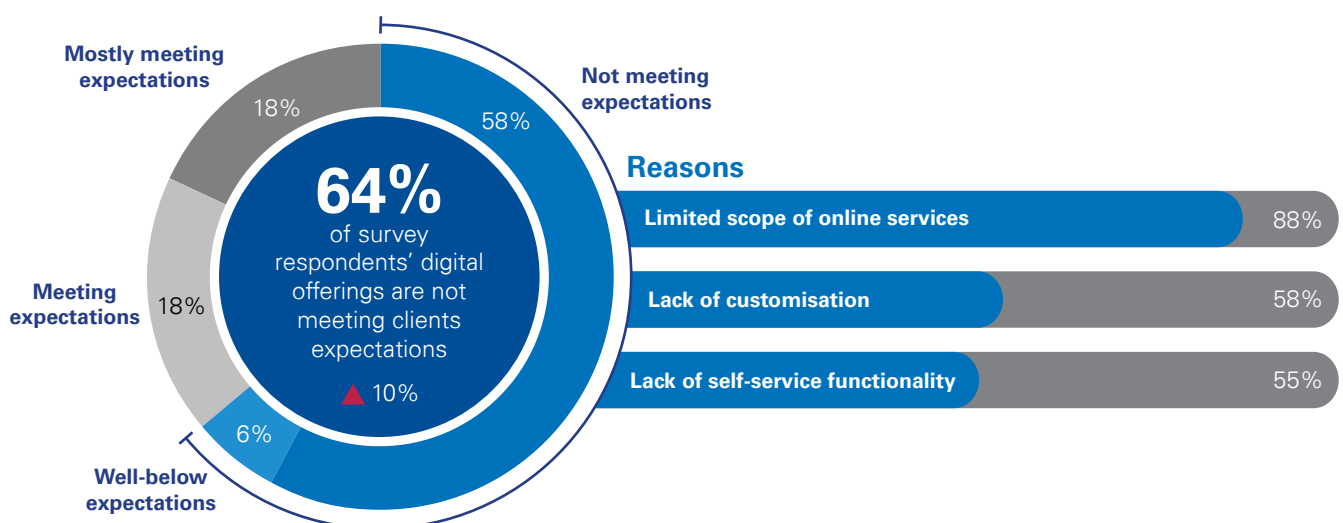 Mostly meeting
expectations
18%
58%
Not meeting
expectations
64%
of survey
respondents’ digital
offerings are not
meeting clients
expectations
10%
Meeting
expectations
18%
6%
Well-below
expectations
Reasons
Limited scope of online services
88%
Lack of customisation
58%
Lack of self-service functionality
55%